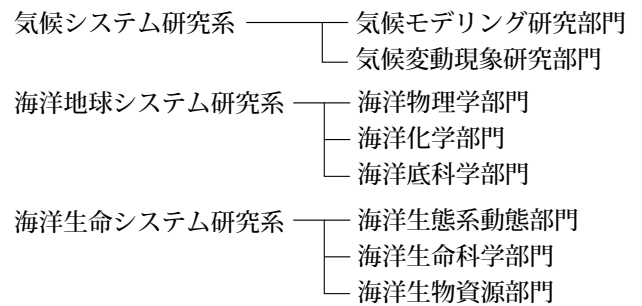 気候システム研究系 気候モデリング研究部門
気候変動現象研究部門
海洋地球システム研究系 海洋物理学部門
海洋化学部門
海洋底科学部門
海洋生命システム研究系 海洋生態系動態部門
海洋生命科学部門
海洋生物資源部門